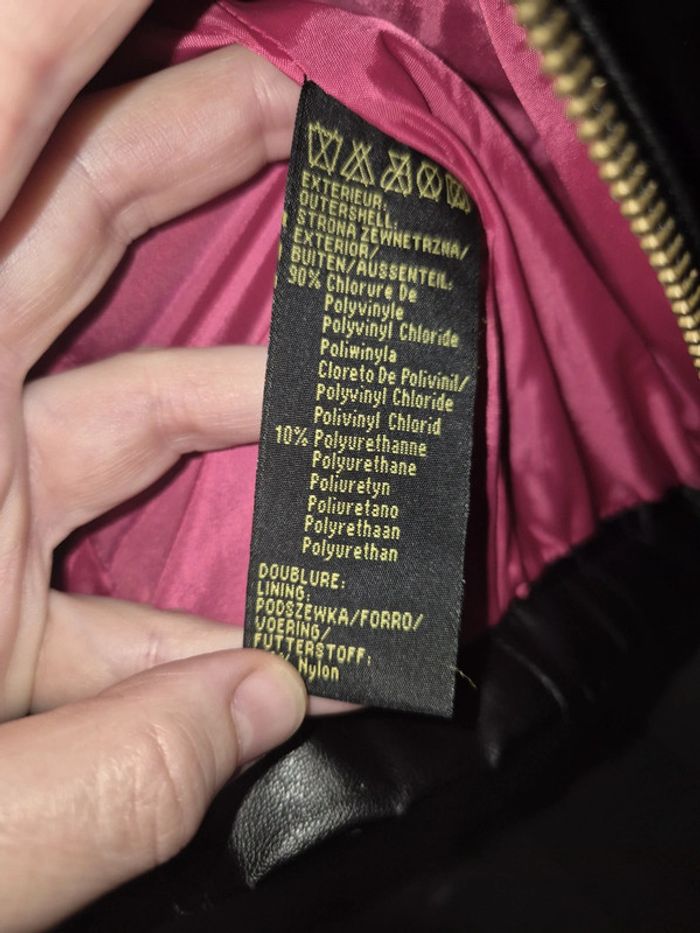 EXTERIEUR:
OUTERSHELL:
STRONA ZEWNETRZNA/
EXTERIOR/
BUITEN/AUSSENTEIL:
90% Chlorure De
Polyvinyle
Polyvinyl Chloride
Poliwinyla
Cloreto De Polivinil/
Polyvinyl Chloride
Polivinyl Chlorid
10% Polyurethanne
Polyurethane
Poliuretyn
Poliuretano
Polyrethaan
Polyurethan
DOUBLURE:
LINING:
PODSZEWKA/FORRO/
VOERING/
FUTTERSTOFF:
% Nylon